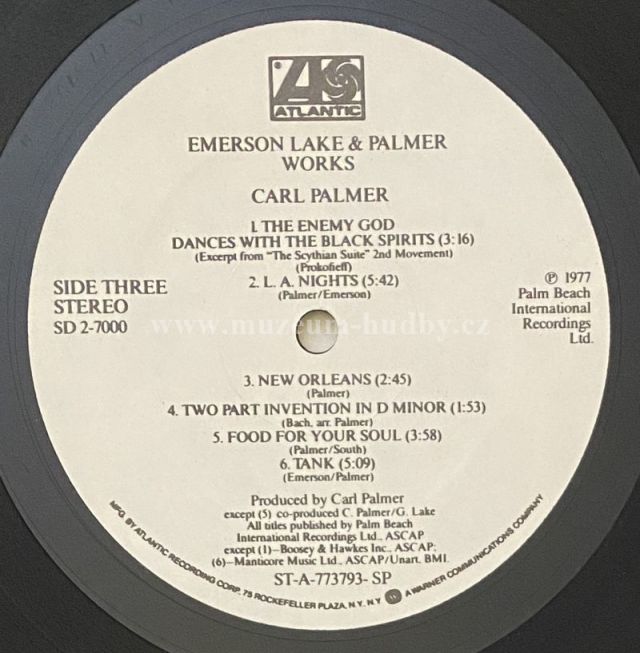 ATLANTIC
EMERSON LAKE & PALMER
WORKS
CARL PALMER
1. THE ENEMY GOD
DANCES WITH THE BLACK SPIRITS (3:16)
(Excerpt from "The Scythian Suite" 2nd Movement)
(Prokofieff)
2. L. A. NIGHTS (5:42)
(Palmer/Emerson)
SIDE THREE
STEREO
SD 2-7000
℗ 1977
Palm Beach
International
Recordings
Ltd.
www.muzeum-hudby.cz
3. NEW ORLEANS (2:45)
(Palmer)
4. TWO PART INVENTION IN D MINOR (1:53)
(Bach, arr. Palmer)
5. FOOD FOR YOUR SOUL (3:58)
(Palmer/South)
6. TANK (5:09)
(Emerson/Palmer)
Produced by Carl Palmer
except (5) co-produced C. Palmer/G. Lake
All titles published by Palm Beach
International Recordings Ltd., ASCAP
except (1)—Boosey & Hawkes Inc., ASCAP;
(6)—Manticore Music Ltd., ASCAP/Unart, BMI.
ST-A-773793- SP
MFG. BY ATLANTIC RECORDING CORP., 75 ROCKEFELLER PLAZA, N.Y. N.Y. A WARNER COMMUNICATIONS COMPANY